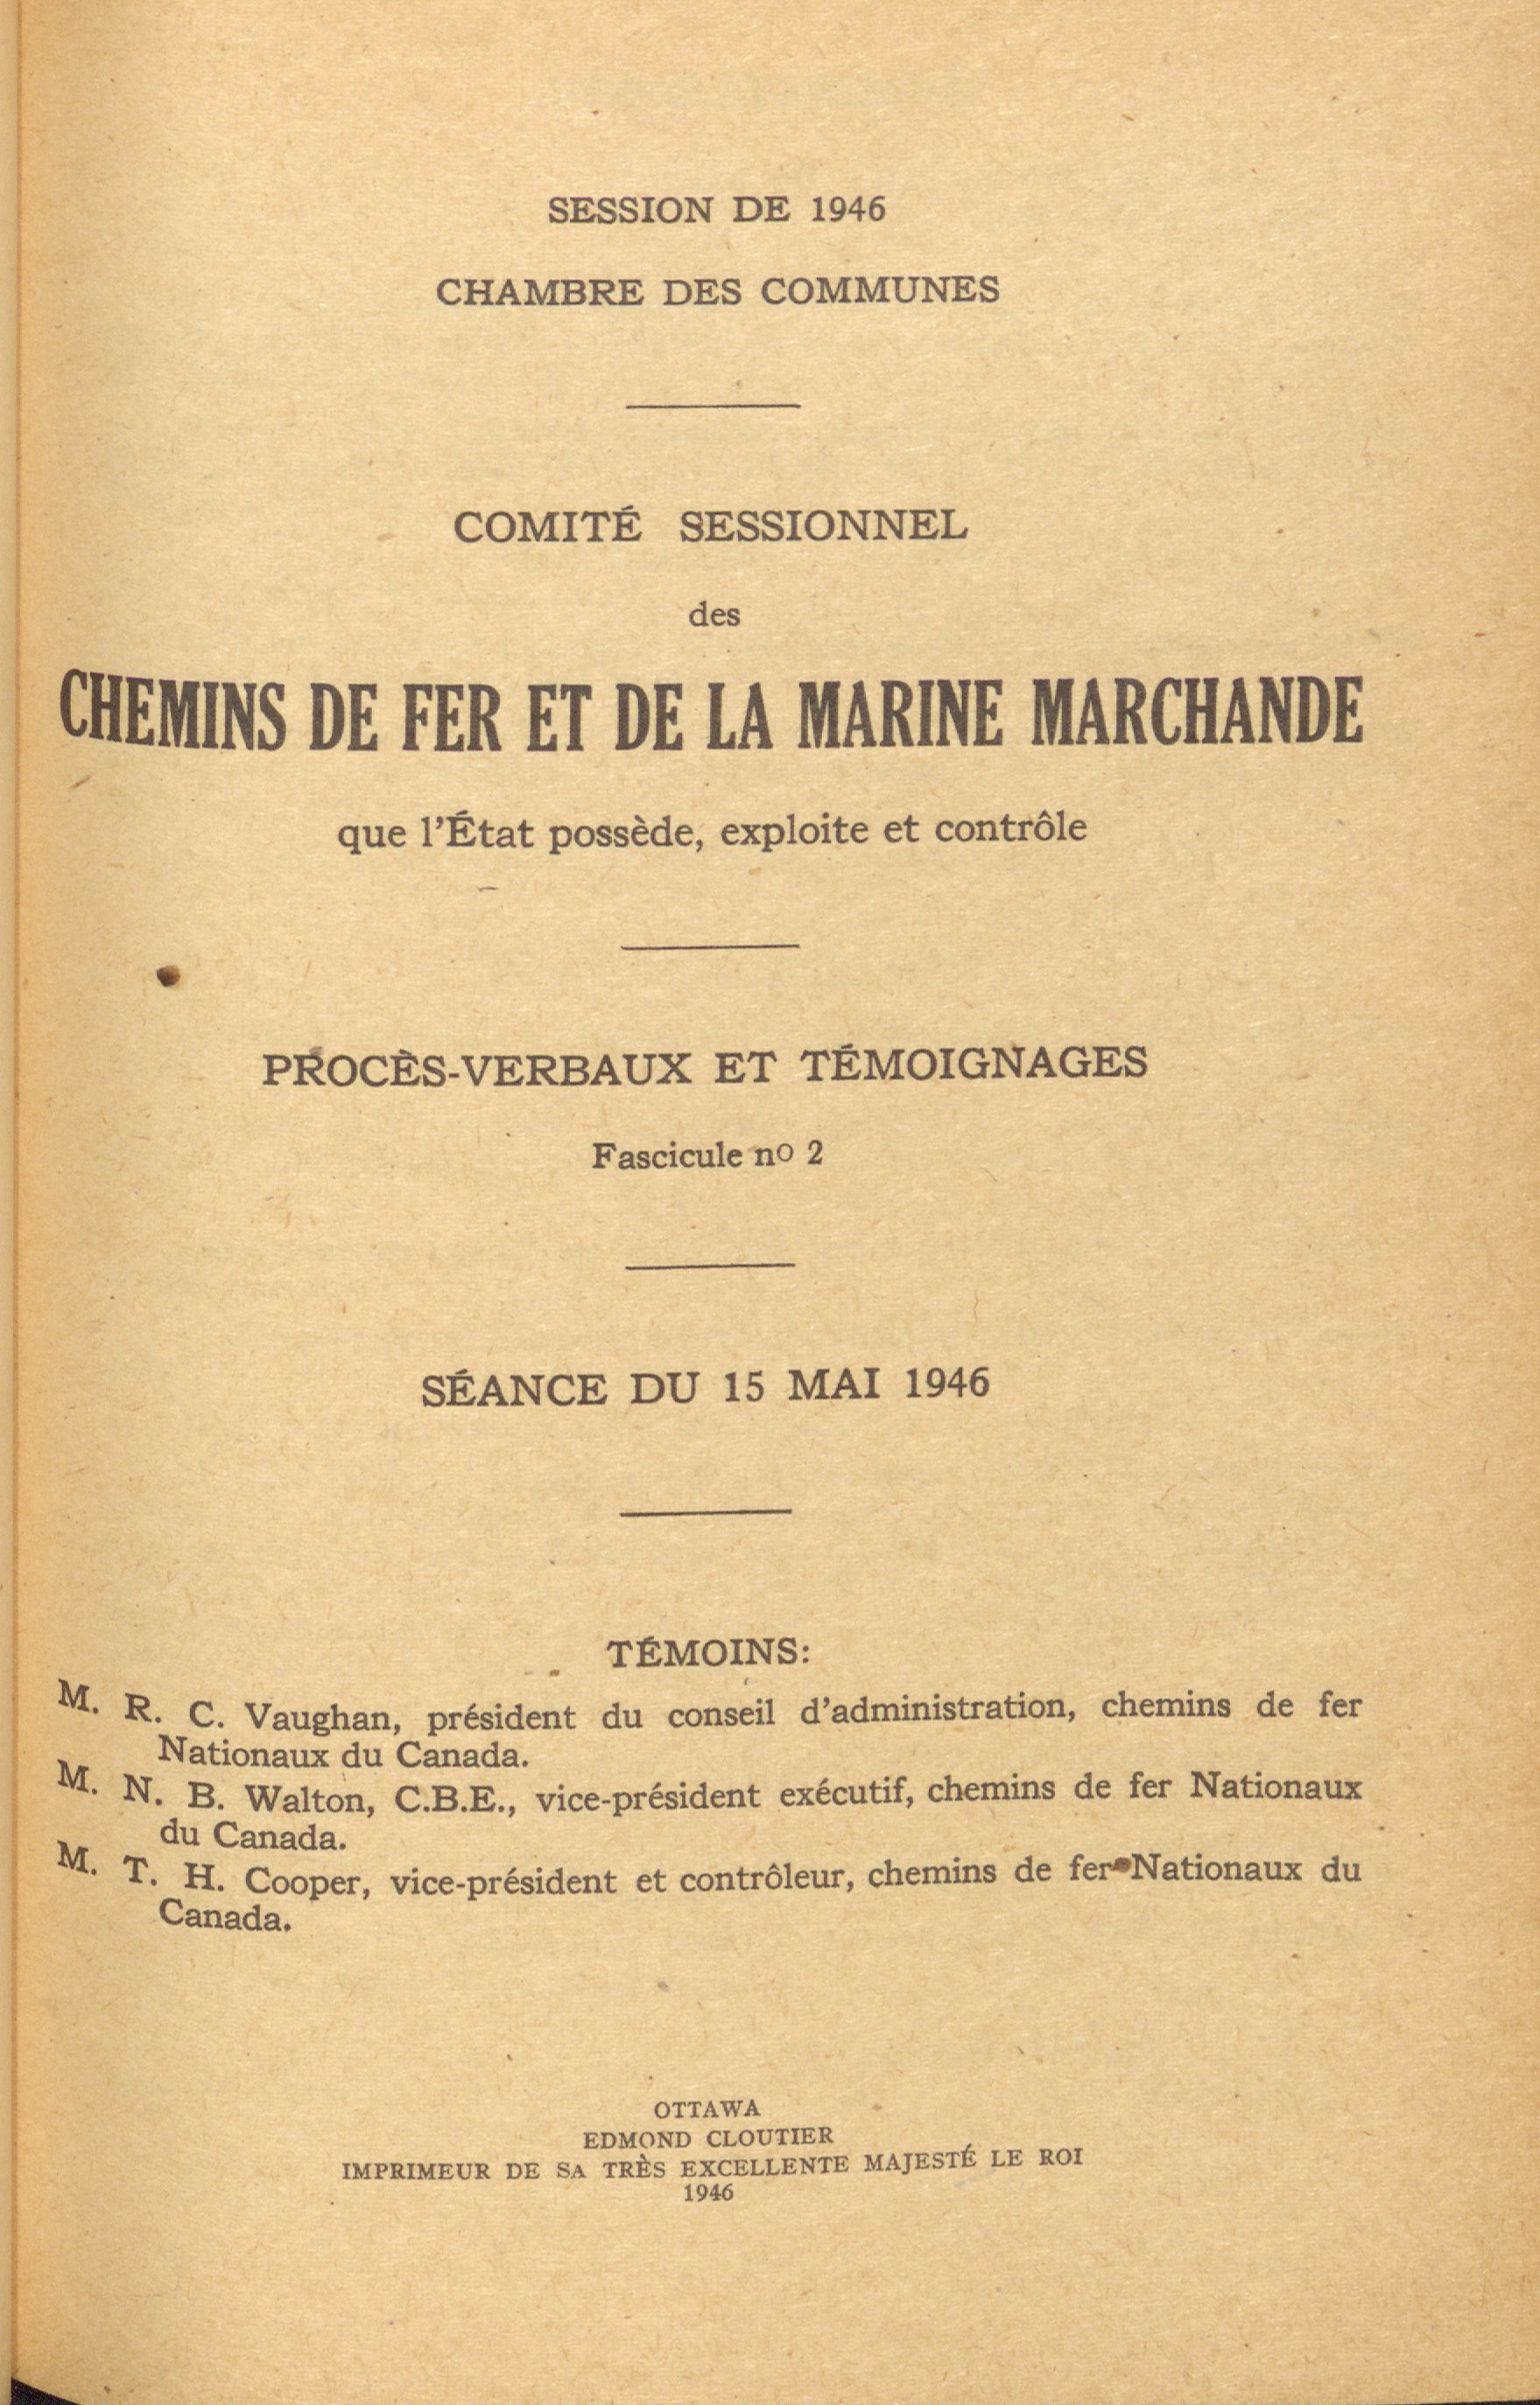 SESSION DE 1946
CHAMBRE DES COMMUNES
COMITÉ SESSIONNEL
des
CHEMINS DE FER ET DE LA MARINE MARCHANDE
que l'État possède, exploite et contrôle
PROCÈS-VERBAUX ET TÉMOIGNAGES
Fascicule no 2
SÉANCE DU 15 MAI 1946
TÉMOINS:
M. R. C. Vaughan, président du conseil d'administration, chemins de fer
Nationaux du Canada.
M. N. B. Walton, C.B.E., vice-président exécutif, chemins de fer Nationaux
du Canada.
M. T. H. Cooper, vice-président et contrôleur, chemins de fer Nationaux du
Canada.
OTTAWA
EDMOND CLOUTIER
IMPRIMEUR DE SA TRÈS EXCELLENTE MAJESTÉ LE ROI
1946